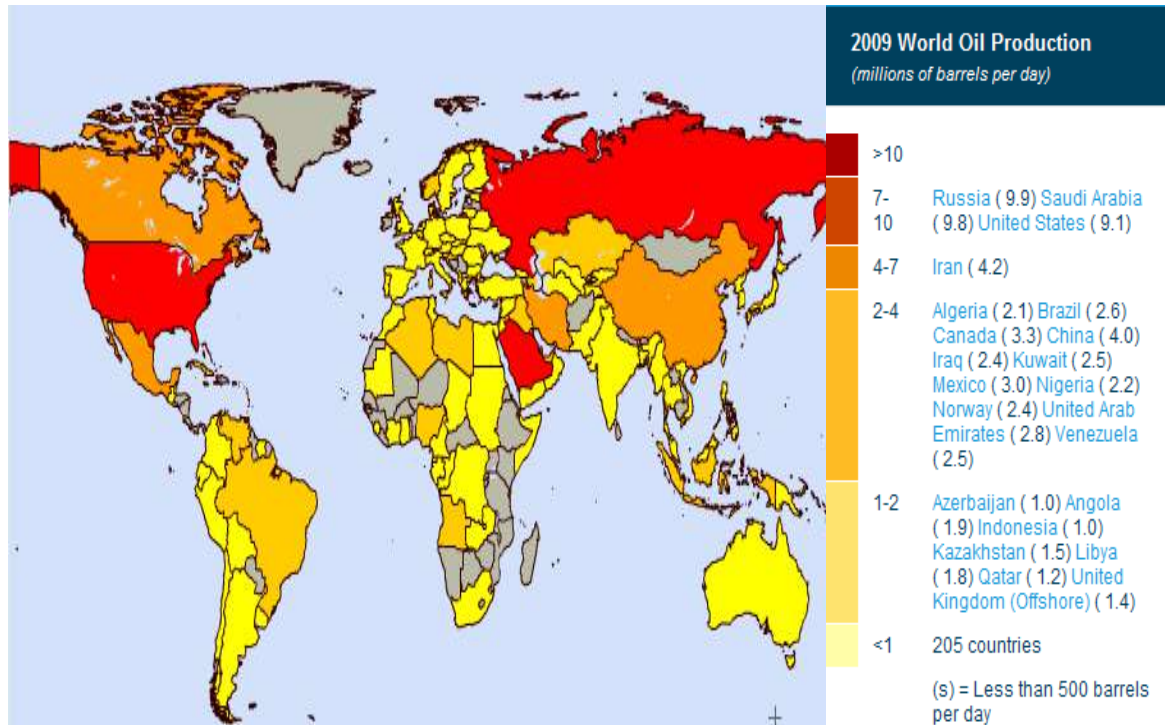 2009 World Oil Production
(millions of barrels per day)
>10
7-
10
Russia ( 9.9) Saudi Arabia
( 9.8) United States ( 9.1)
4-7
Iran ( 4.2)
2-4
Algeria ( 2.1) Brazil ( 2.6)
Canada ( 3.3) China ( 4.0)
Iraq ( 2.4) Kuwait ( 2.5)
Mexico ( 3.0) Nigeria ( 2.2)
Norway ( 2.4) United Arab
Emirates ( 2.8) Venezuela
( 2.5)
1-2
Azerbaijan ( 1.0) Angola
( 1.9) Indonesia ( 1.0)
Kazakhstan ( 1.5) Libya
( 1.8) Qatar ( 1.2) United
Kingdom (Offshore) ( 1.4)
<1
205 countries
(s) = Less than 500 barrels
per day